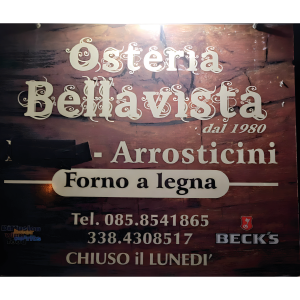 Osteria
Bellavista
dal 1980
- Arrosticini
Forno a legna
Tel. 085.8541865
338.4308517
BECK'S
CHIUSO il LUNEDI'